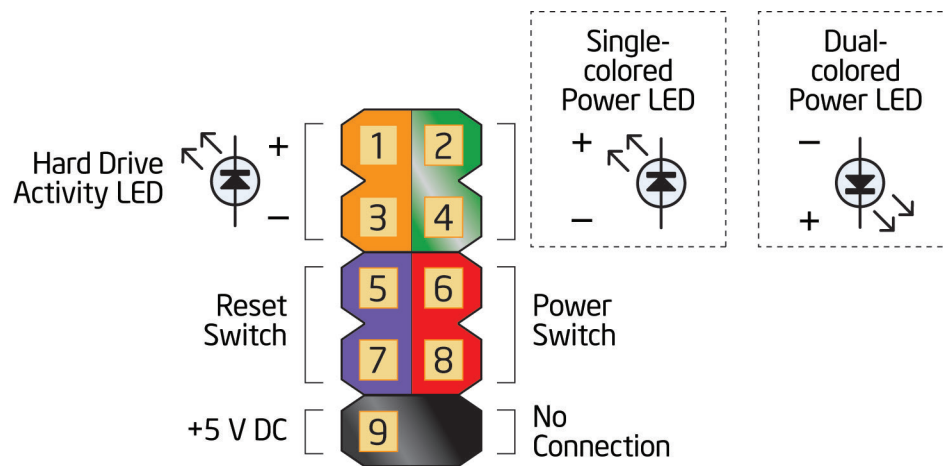 Single-
colored
Power LED
Dual-
colored
Power LED
Hard Drive
Activity LED
+
−
1
2
3
4
+
−
−
+
Reset
Switch
5
6
7
8
Power
Switch
+5 V DC
9
No
Connection